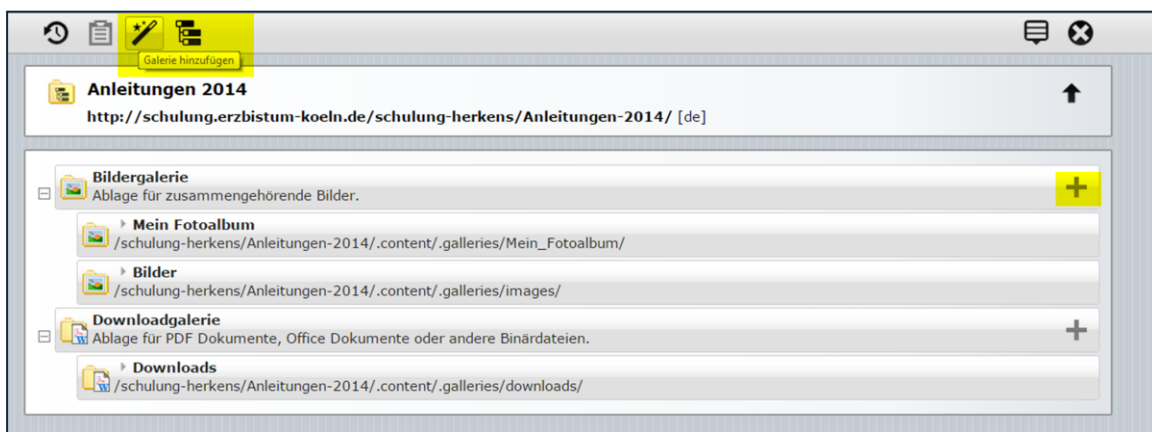 Galerie hinzufügen
Anleitungen 2014
http://schulung.erzbistum-koeln.de/schulung-herkens/Anleitungen-2014/ [de]
Bildergalerie
Ablage für zusammengehörende Bilder.
Mein Fotoalbum
/schulung-herkens/Anleitungen-2014/.content/.galleries/Mein_Fotoalbum/
Bilder
/schulung-herkens/Anleitungen-2014/.content/.galleries/images/
Downloadgalerie
Ablage für PDF Dokumente, Office Dokumente oder andere Binärdateien.
Downloads
/schulung-herkens/Anleitungen-2014/.content/.galleries/downloads/